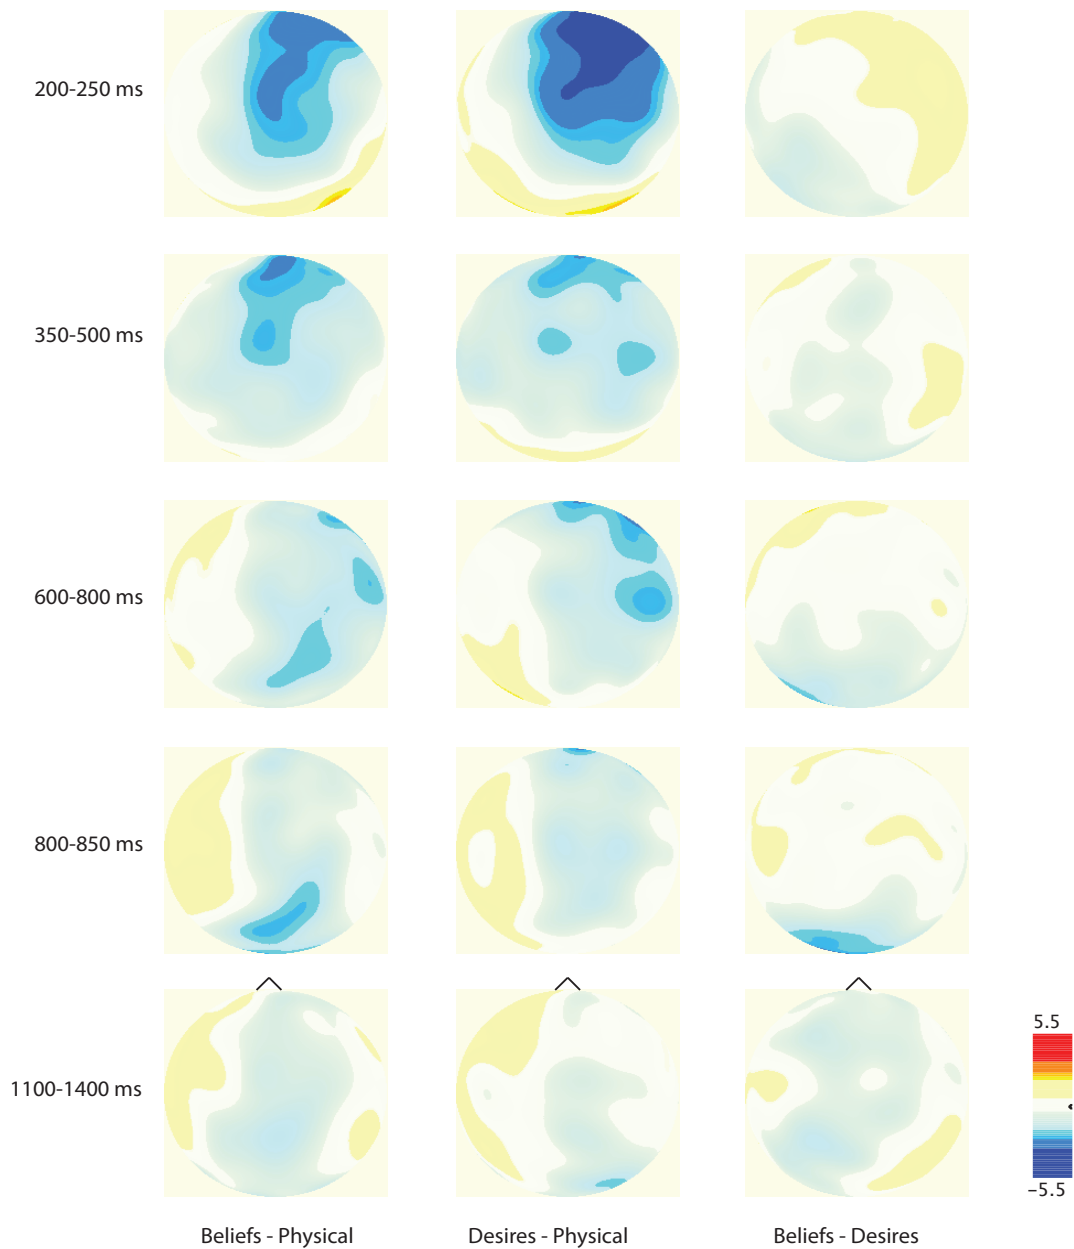 200-250 ms
350-500 ms
600-800 ms
800-850 ms
1100-1400 ms
5.5
−5.5
Beliefs - Physical
Desires - Physical
Beliefs - Desires